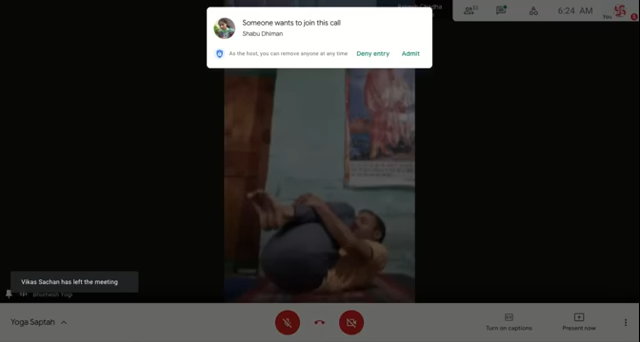 Someone wants to join this call
Shabu Dhiman
As the host, you can remove anyone at any time
Deny entry
Admit
6:24 AM
You
Vikas Sachan has left the meeting
Yoga Saptah
Turn on captions
Present now